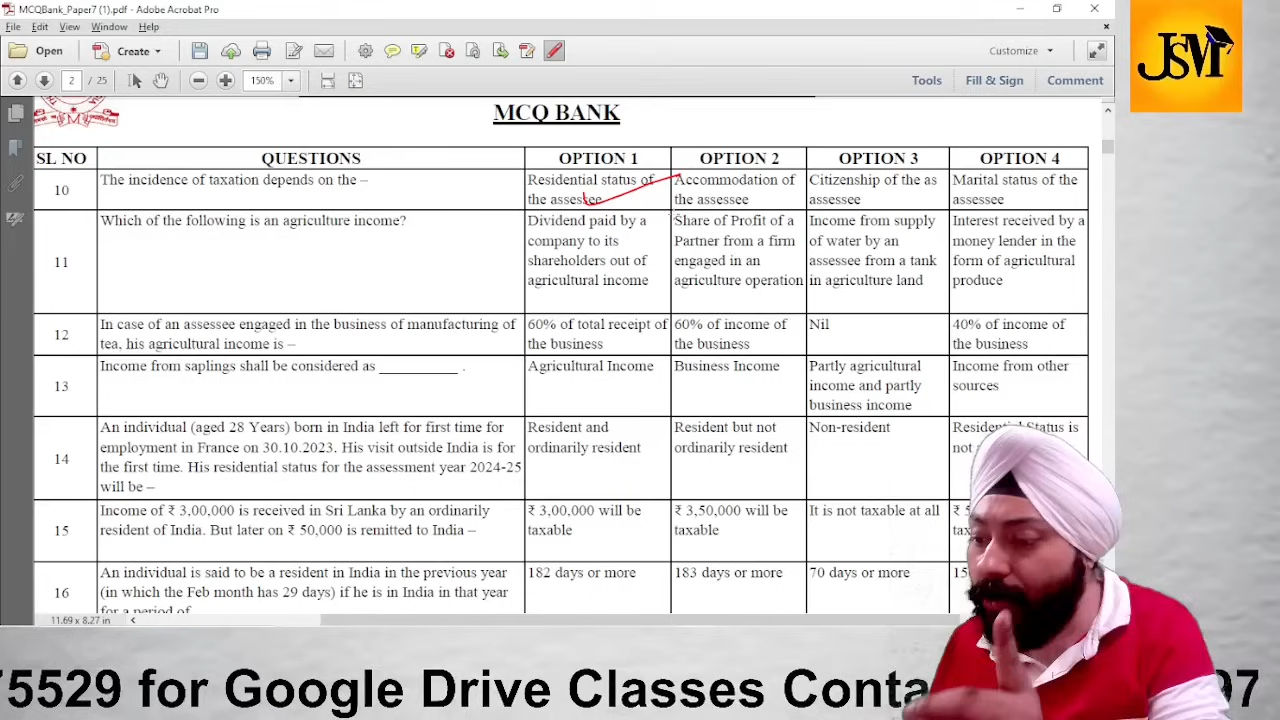 MCQBank_Paper7 (1).pdf - Adobe Acrobat Pro
File Edit View Window Help
Open Create Customize
2 / 25 150% Tools Fill & Sign Comment
JSM
MCQ BANK
SL NO QUESTIONS OPTION 1 OPTION 2 OPTION 3 OPTION 4
10 The incidence of taxation depends on the – Residential status of Accommodation of Citizenship of the as Marital status of the
the assessee the assessee assessee assessee
11 Which of the following is an agriculture income? Dividend paid by a Share of Profit of a Income from supply Interest received by a
company to its Partner from a firm of water by an money lender in the
shareholders out of engaged in an assessee from a tank form of agricultural
agricultural income agriculture operation in agriculture land produce
12 In case of an assessee engaged in the business of manufacturing of 60% of total receipt of 60% of income of Nil 40% of income of
tea, his agricultural income is – the business the business the business
13 Income from saplings shall be considered as __________ . Agricultural Income Business Income Partly agricultural Income from other
income and partly sources
business income
14 An individual (aged 28 Years) born in India left for first time for Resident and Resident but not Non-resident Residential Status is
employment in France on 30.10.2023. His visit outside India is for ordinarily resident ordinarily resident not
the first time. His residential status for the assessment year 2024-25
will be –
15 Income of ₹ 3,00,000 is received in Sri Lanka by an ordinarily ₹ 3,00,000 will be ₹ 3,50,000 will be It is not taxable at all ₹
resident of India. But later on ₹ 50,000 is remitted to India – taxable taxable
16 An individual is said to be a resident in India in the previous year 182 days or more 183 days or more 70 days or more
(in which the Feb month has 29 days) if he is in India in that year
for a period of
11.69 x 8.27 in
75529 for Google Drive Classes Conta 97